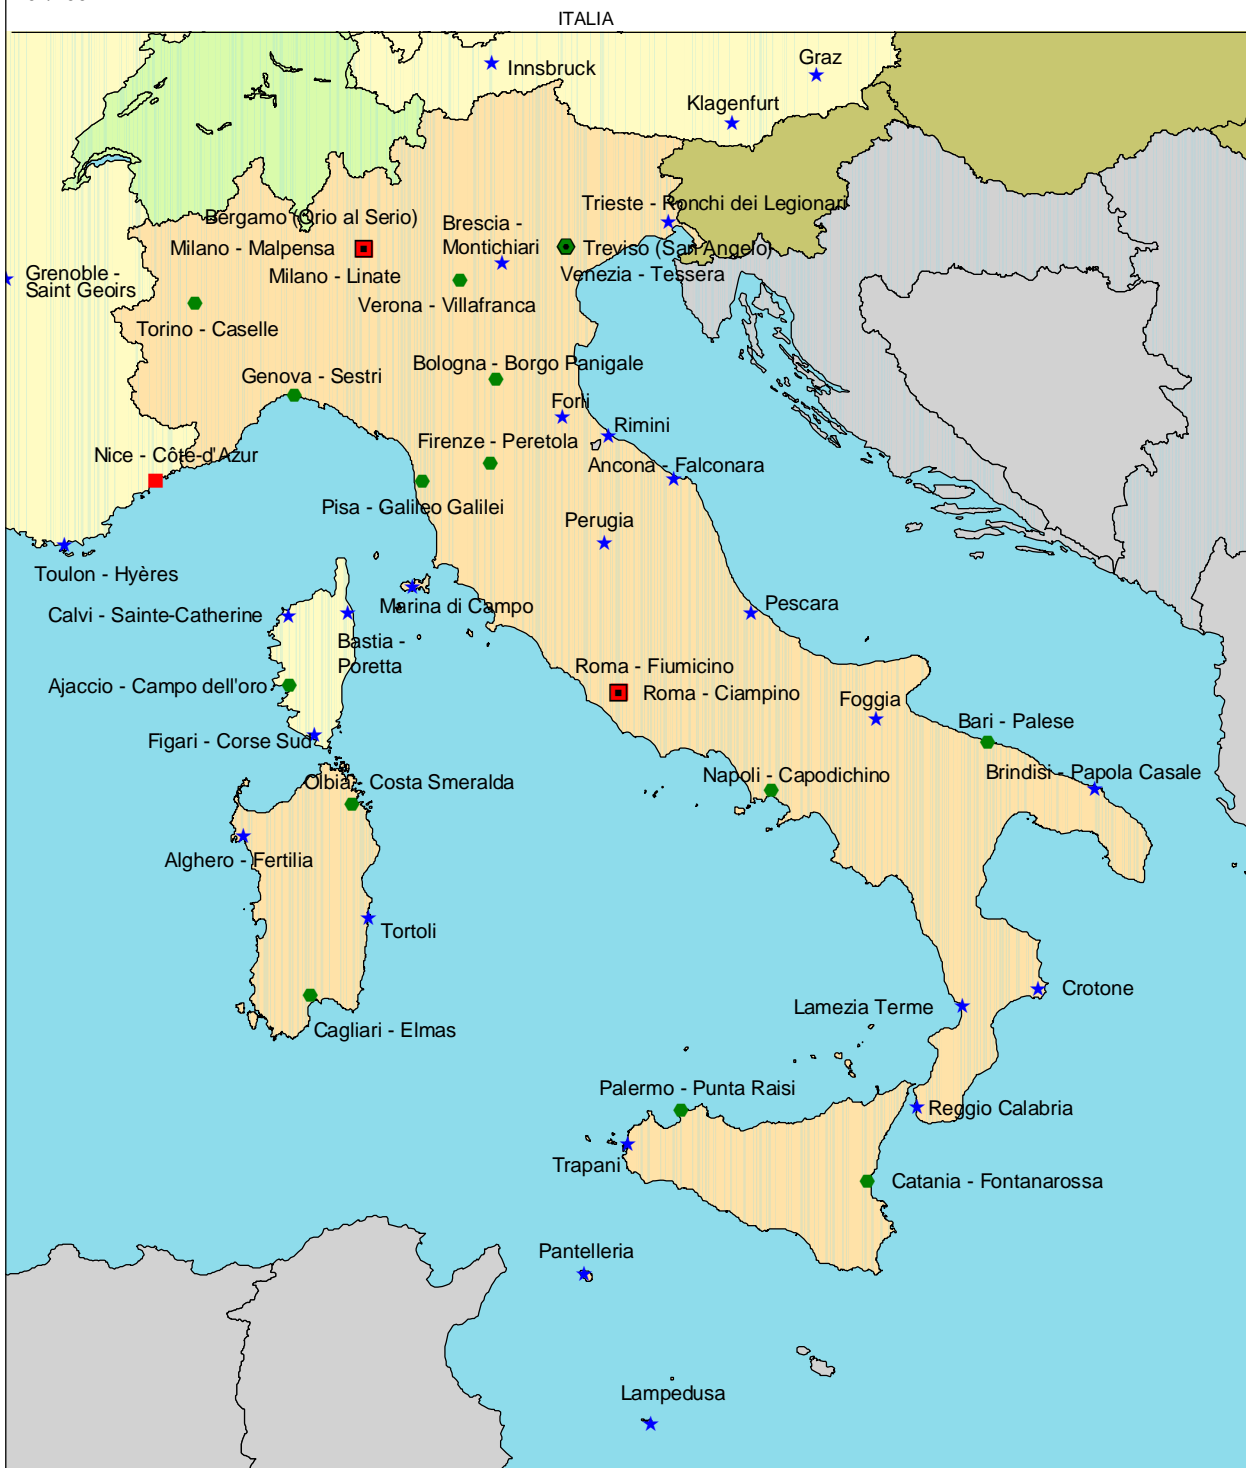 ITALIA
Graz
Innsbruck
Klagenfurt
Trieste - Ronchi dei Legionari
Bergamo (Orio al Serio)
Brescia -
Montichiari
Milano - Malpensa
Treviso (San Angelo)
Milano - Linate
Venezia - Tessera
Grenoble -
Saint Geoirs
Verona - Villafranca
Torino - Caselle
Bologna - Borgo Panigale
Genova - Sestri
Forli
Rimini
Firenze - Peretola
Nice - Côte-d'Azur
Ancona - Falconara
Pisa - Galileo Galilei
Perugia
Toulon - Hyères
Marina di Campo
Pescara
Calvi - Sainte-Catherine
Bastia -
Poretta
Roma - Fiumicino
Ajaccio - Campo dell'oro
Roma - Ciampino
Foggia
Bari - Palese
Figari - Corse Sud
Olbia - Costa Smeralda
Napoli - Capodichino
Brindisi - Papola Casale
Alghero - Fertilia
Tortoli
Crotone
Lamezia Terme
Cagliari - Elmas
Palermo - Punta Raisi
Reggio Calabria
Trapani
Catania - Fontanarossa
Pantelleria
Lampedusa